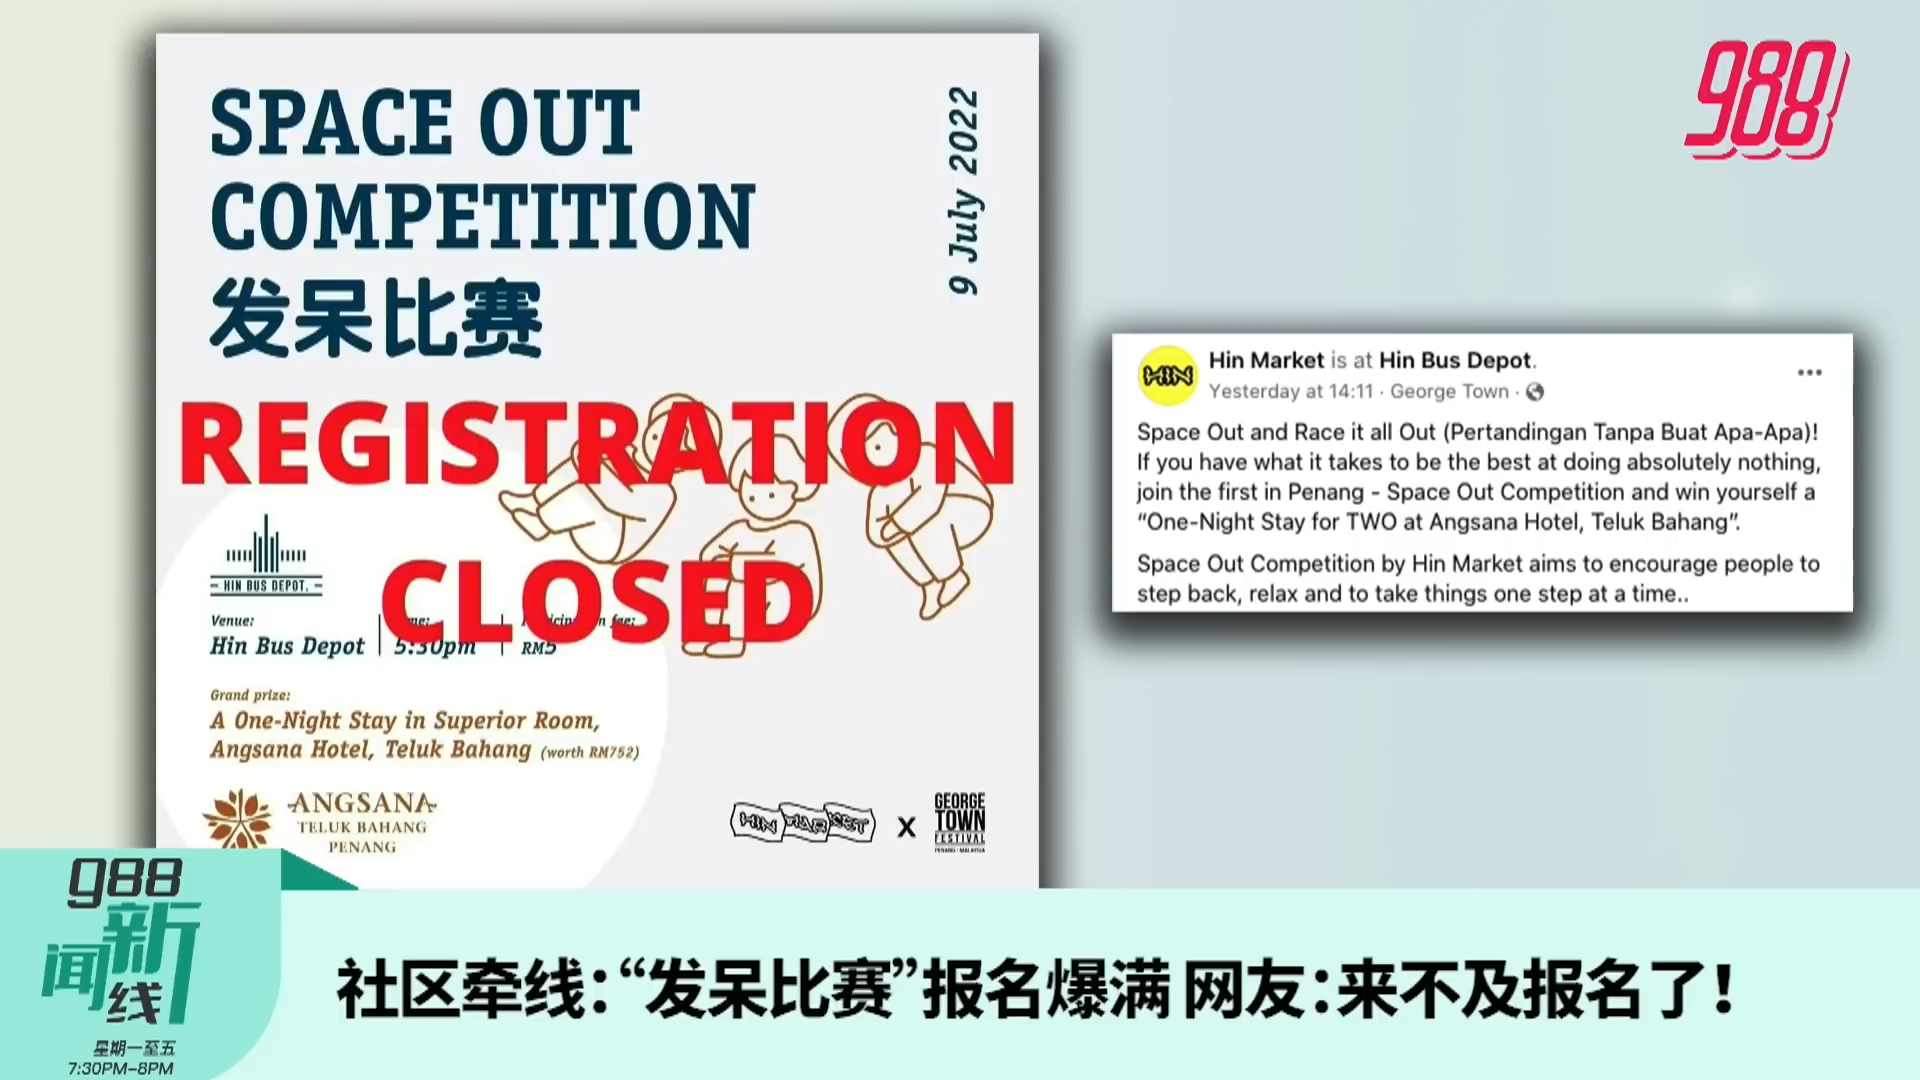 SPACE OUT
COMPETITION
发呆比赛
9 July 2022
REGISTRATION
CLOSED
HIN BUS DEPOT.
Venue:
Hin Bus Depot
5:30pm
RM5
Grand prize:
A One-Night Stay in Superior Room,
Angsana Hotel, Teluk Bahang (worth RM752)
ANGSANA
TELUK BAHANG
PENANG
HIN MARKET
X
GEORGE
TOWN
FESTIVAL
PENANG · MALAYSIA
988
HIN
Hin Market is at Hin Bus Depot.
Yesterday at 14:11 · George Town ·
Space Out and Race it all Out (Pertandingan Tanpa Buat Apa-Apa)!
If you have what it takes to be the best at doing absolutely nothing,
join the first in Penang - Space Out Competition and win yourself a
“One-Night Stay for TWO at Angsana Hotel, Teluk Bahang”.
Space Out Competition by Hin Market aims to encourage people to
step back, relax and to take things one step at a time..
988
新
闻
线
星期一至五
7:30PM-8PM
社区牵线：“发呆比赛”报名爆满 网友：来不及报名了！